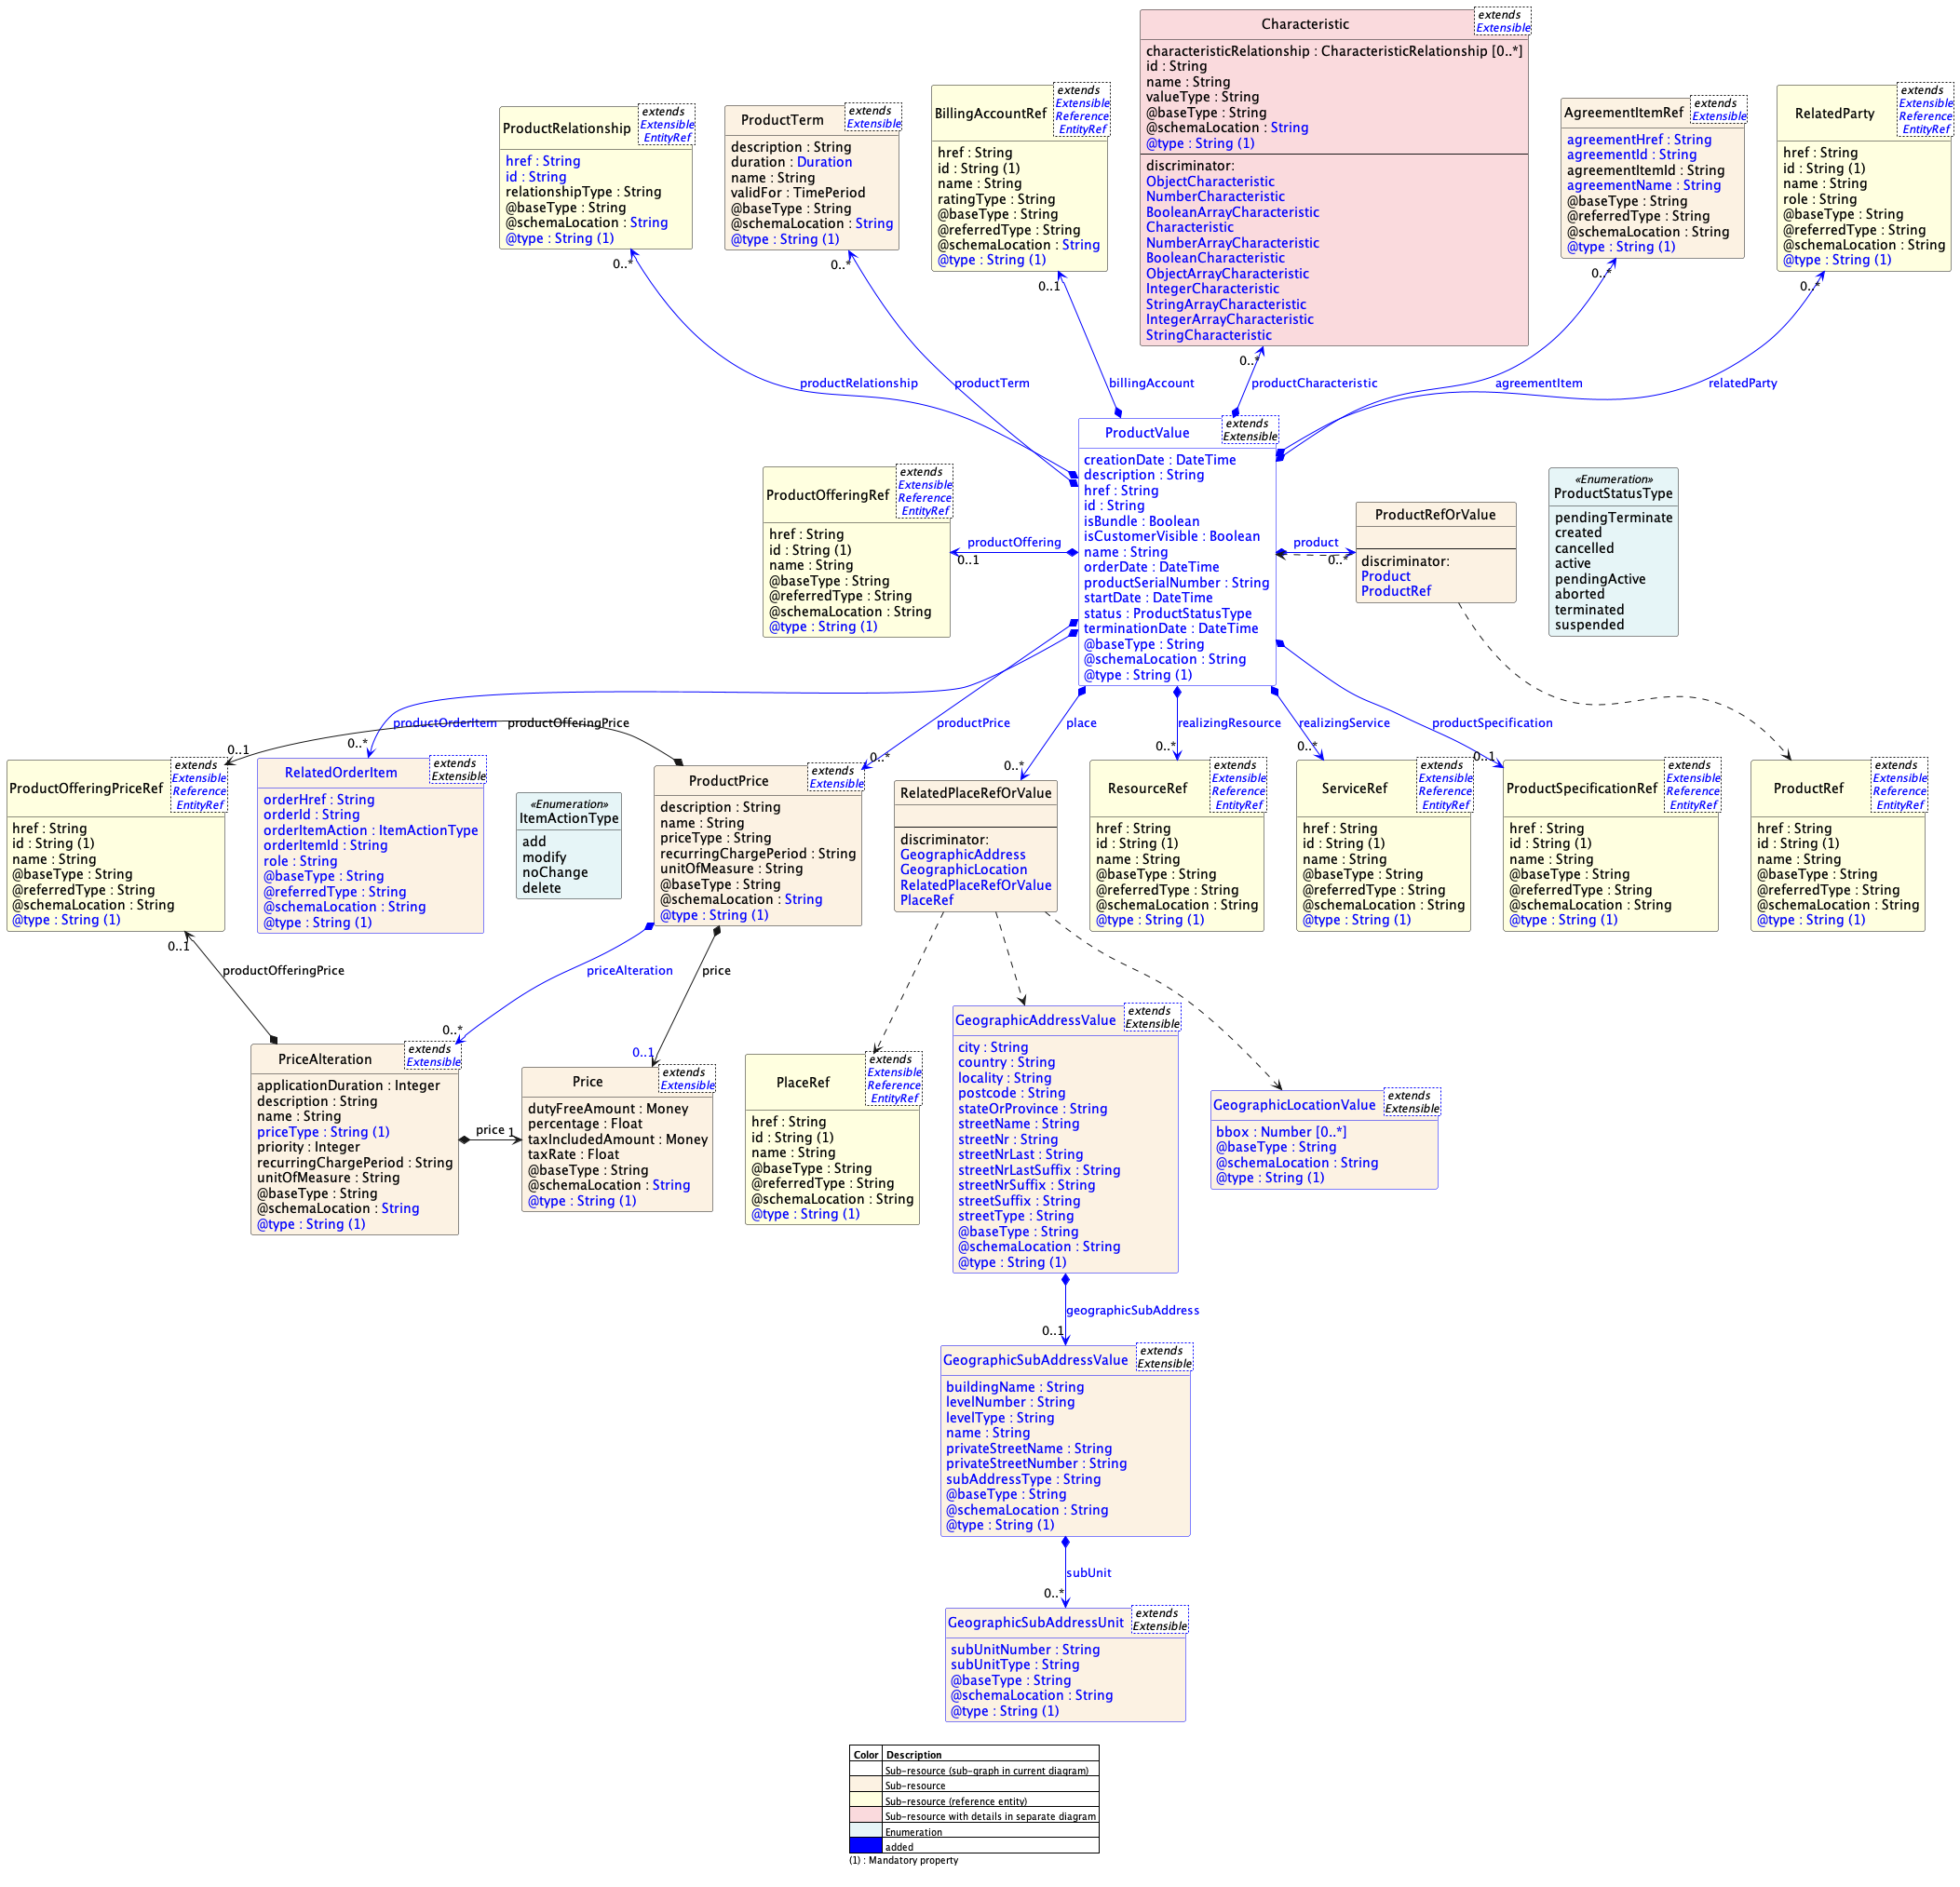 Characteristic
extends
Extensible
characteristicRelationship : CharacteristicRelationship [0..*]
id : String
name : String
valueType : String
@baseType : String
@schemaLocation : String
@type : String (1)
discriminator:
ObjectCharacteristic
NumberCharacteristic
BooleanArrayCharacteristic
Characteristic
NumberArrayCharacteristic
BooleanCharacteristic
ObjectArrayCharacteristic
IntegerCharacteristic
StringArrayCharacteristic
IntegerArrayCharacteristic
StringCharacteristic
ProductRelationship
extends
Extensible
EntityRef
href : String
id : String
relationshipType : String
@baseType : String
@schemaLocation : String
@type : String (1)
ProductTerm
extends
Extensible
description : String
duration : Duration
name : String
validFor : TimePeriod
@baseType : String
@schemaLocation : String
@type : String (1)
BillingAccountRef
extends
Extensible
Reference
EntityRef
href : String
id : String (1)
name : String
ratingType : String
@baseType : String
@referredType : String
@schemaLocation : String
@type : String (1)
AgreementItemRef
extends
Extensible
agreementHref : String
agreementId : String
agreementItemId : String
agreementName : String
@baseType : String
@referredType : String
@schemaLocation : String
@type : String (1)
RelatedParty
extends
Extensible
Reference
EntityRef
href : String
id : String (1)
name : String
role : String
@baseType : String
@referredType : String
@schemaLocation : String
@type : String (1)
0..*
0..*
0..1
0..*
0..*
0..*
productRelationship
productTerm
billingAccount
productCharacteristic
agreementItem
relatedParty
ProductValue
extends
Extensible
creationDate : DateTime
description : String
href : String
id : String
isBundle : Boolean
isCustomerVisible : Boolean
name : String
orderDate : DateTime
productSerialNumber : String
startDate : DateTime
status : ProductStatusType
terminationDate : DateTime
@baseType : String
@schemaLocation : String
@type : String (1)
ProductOfferingRef
extends
Extensible
Reference
EntityRef
href : String
id : String (1)
name : String
@baseType : String
@referredType : String
@schemaLocation : String
@type : String (1)
productOffering
0..1
product
0..*
ProductRefOrValue
discriminator:
Product
ProductRef
«Enumeration»
ProductStatusType
pendingTerminate
created
cancelled
active
pendingActive
aborted
terminated
suspended
productOrderItem
productOfferingPrice
productPrice
place
realizingResource
realizingService
productSpecification
0..1
0..*
0..*
0..*
0..*
0..*
0..1
ProductOfferingPriceRef
extends
Extensible
Reference
EntityRef
href : String
id : String (1)
name : String
@baseType : String
@referredType : String
@schemaLocation : String
@type : String (1)
RelatedOrderItem
extends
Extensible
orderHref : String
orderId : String
orderItemAction : ItemActionType
orderItemId : String
role : String
@baseType : String
@referredType : String
@schemaLocation : String
@type : String (1)
«Enumeration»
ItemActionType
add
modify
noChange
delete
ProductPrice
extends
Extensible
description : String
name : String
priceType : String
recurringChargePeriod : String
unitOfMeasure : String
@baseType : String
@schemaLocation : String
@type : String (1)
RelatedPlaceRefOrValue
discriminator:
GeographicAddress
GeographicLocation
RelatedPlaceRefOrValue
PlaceRef
ResourceRef
extends
Extensible
Reference
EntityRef
href : String
id : String (1)
name : String
@baseType : String
@referredType : String
@schemaLocation : String
@type : String (1)
ServiceRef
extends
Extensible
Reference
EntityRef
href : String
id : String (1)
name : String
@baseType : String
@referredType : String
@schemaLocation : String
@type : String (1)
ProductSpecificationRef
extends
Extensible
Reference
EntityRef
href : String
id : String (1)
name : String
@baseType : String
@referredType : String
@schemaLocation : String
@type : String (1)
ProductRef
extends
Extensible
Reference
EntityRef
href : String
id : String (1)
name : String
@baseType : String
@referredType : String
@schemaLocation : String
@type : String (1)
0..1
productOfferingPrice
priceAlteration
price
0..*
0..1
PriceAlteration
extends
Extensible
applicationDuration : Integer
description : String
name : String
priceType : String (1)
priority : Integer
recurringChargePeriod : String
unitOfMeasure : String
@baseType : String
@schemaLocation : String
@type : String (1)
price
1
Price
extends
Extensible
dutyFreeAmount : Money
percentage : Float
taxIncludedAmount : Money
taxRate : Float
@baseType : String
@schemaLocation : String
@type : String (1)
PlaceRef
extends
Extensible
Reference
EntityRef
href : String
id : String (1)
name : String
@baseType : String
@referredType : String
@schemaLocation : String
@type : String (1)
GeographicAddressValue
extends
Extensible
city : String
country : String
locality : String
postcode : String
stateOrProvince : String
streetName : String
streetNr : String
streetNrLast : String
streetNrLastSuffix : String
streetNrSuffix : String
streetSuffix : String
streetType : String
@baseType : String
@schemaLocation : String
@type : String (1)
GeographicLocationValue
extends
Extensible
bbox : Number [0..*]
@baseType : String
@schemaLocation : String
@type : String (1)
geographicSubAddress
0..1
GeographicSubAddressValue
extends
Extensible
buildingName : String
levelNumber : String
levelType : String
name : String
privateStreetName : String
privateStreetNumber : String
subAddressType : String
@baseType : String
@schemaLocation : String
@type : String (1)
subUnit
0..*
GeographicSubAddressUnit
extends
Extensible
subUnitNumber : String
subUnitType : String
@baseType : String
@schemaLocation : String
@type : String (1)
Color Description
Sub-resource (sub-graph in current diagram)
Sub-resource
Sub-resource (reference entity)
Sub-resource with details in separate diagram
Enumeration
added
(1) : Mandatory property